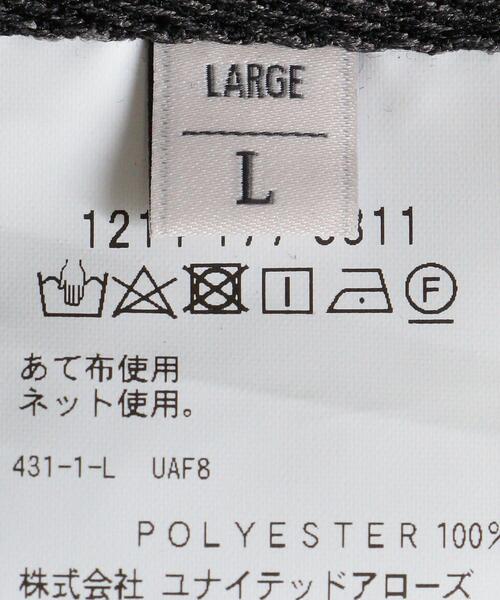 LARGE
L
F
あて布使用
ネット使用。
431-1-L UAF8
POLYESTER 100%
株式会社 ユナイテッドアローズ